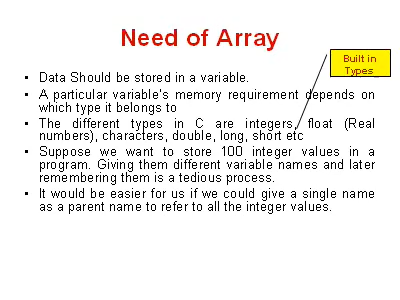 Need of Array
Built in
Types
• Data Should be stored in a variable.
• A particular variable's memory requirement depends on
which type it belongs to
• The different types in C are integers, float (Real
numbers), characters, double, long, short etc
• Suppose we want to store 100 integer values in a
program. Giving them different variable names and later
remembering them is a tedious process.
• It would be easier for us if we could give a single name
as a parent name to refer to all the integer values.